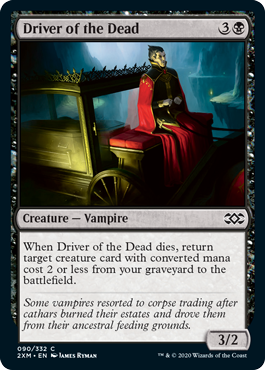 Driver of the Dead 3
Creature — Vampire
When Driver of the Dead dies, return
target creature card with converted mana
cost 2 or less from your graveyard to the
battlefield.
Some vampires resorted to corpse trading after
cathars burned their estates and drove them
from their ancestral feeding grounds.
3/2
090/332 C
2XM • EN JAMES RYMAN
™ & © 2020 Wizards of the Coast